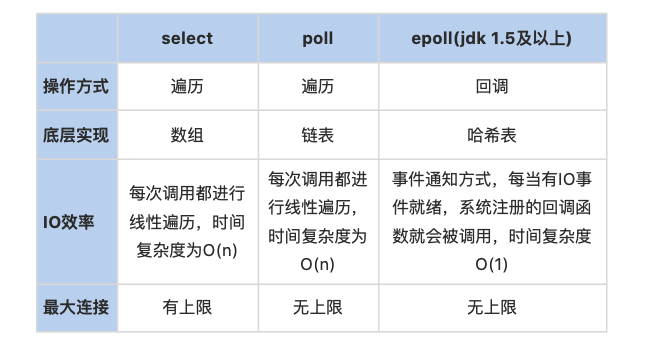 select poll epoll(jdk 1.5及以上)
操作方式 遍历 遍历 回调
底层实现 数组 链表 哈希表
IO效率
每次调用都进行
线性遍历，时间
复杂度为O(n)
每次调用都进
行线性遍历，
时间复杂度为
O(n)
事件通知方式，每当有IO事
件就绪，系统注册的回调函
数就会被调用，时间复杂度
O(1)
最大连接 有上限 无上限 无上限